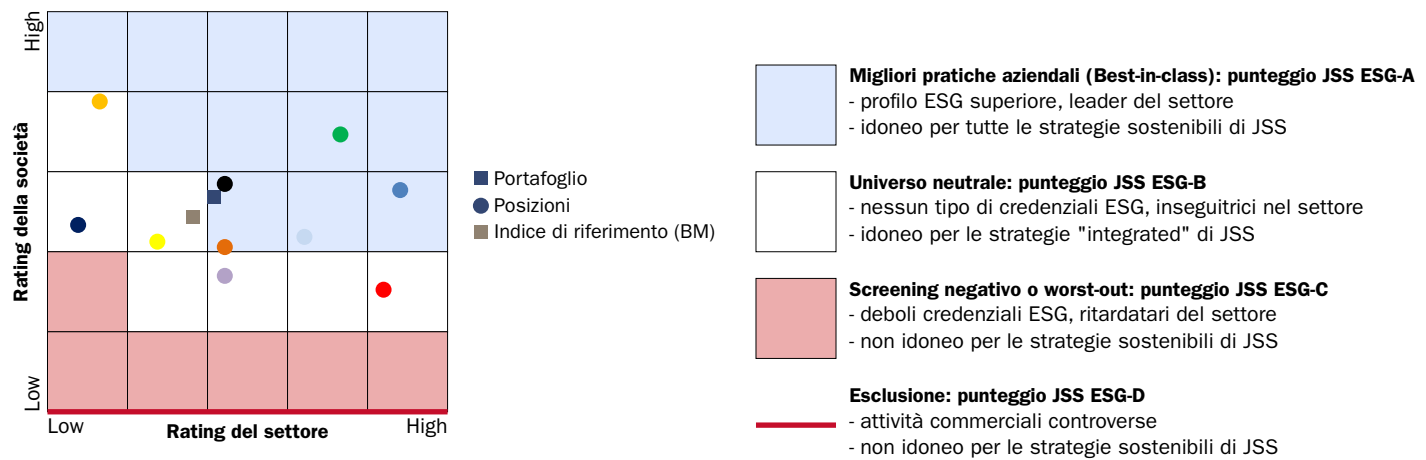 High
Rating della società
Low
Low
Rating del settore
High
Portafoglio
Posizioni
Indice di riferimento (BM)
Migliori pratiche aziendali (Best-in-class): punteggio JSS ESG-A
- profilo ESG superiore, leader del settore
- idoneo per tutte le strategie sostenibili di JSS
Universo neutrale: punteggio JSS ESG-B
- nessun tipo di credenziali ESG, inseguitrici nel settore
- idoneo per le strategie "integrated" di JSS
Screening negativo o worst-out: punteggio JSS ESG-C
- deboli credenziali ESG, ritardatari del settore
- non idoneo per le strategie sostenibili di JSS
Esclusione: punteggio JSS ESG-D
- attività commerciali controverse
- non idoneo per le strategie sostenibili di JSS